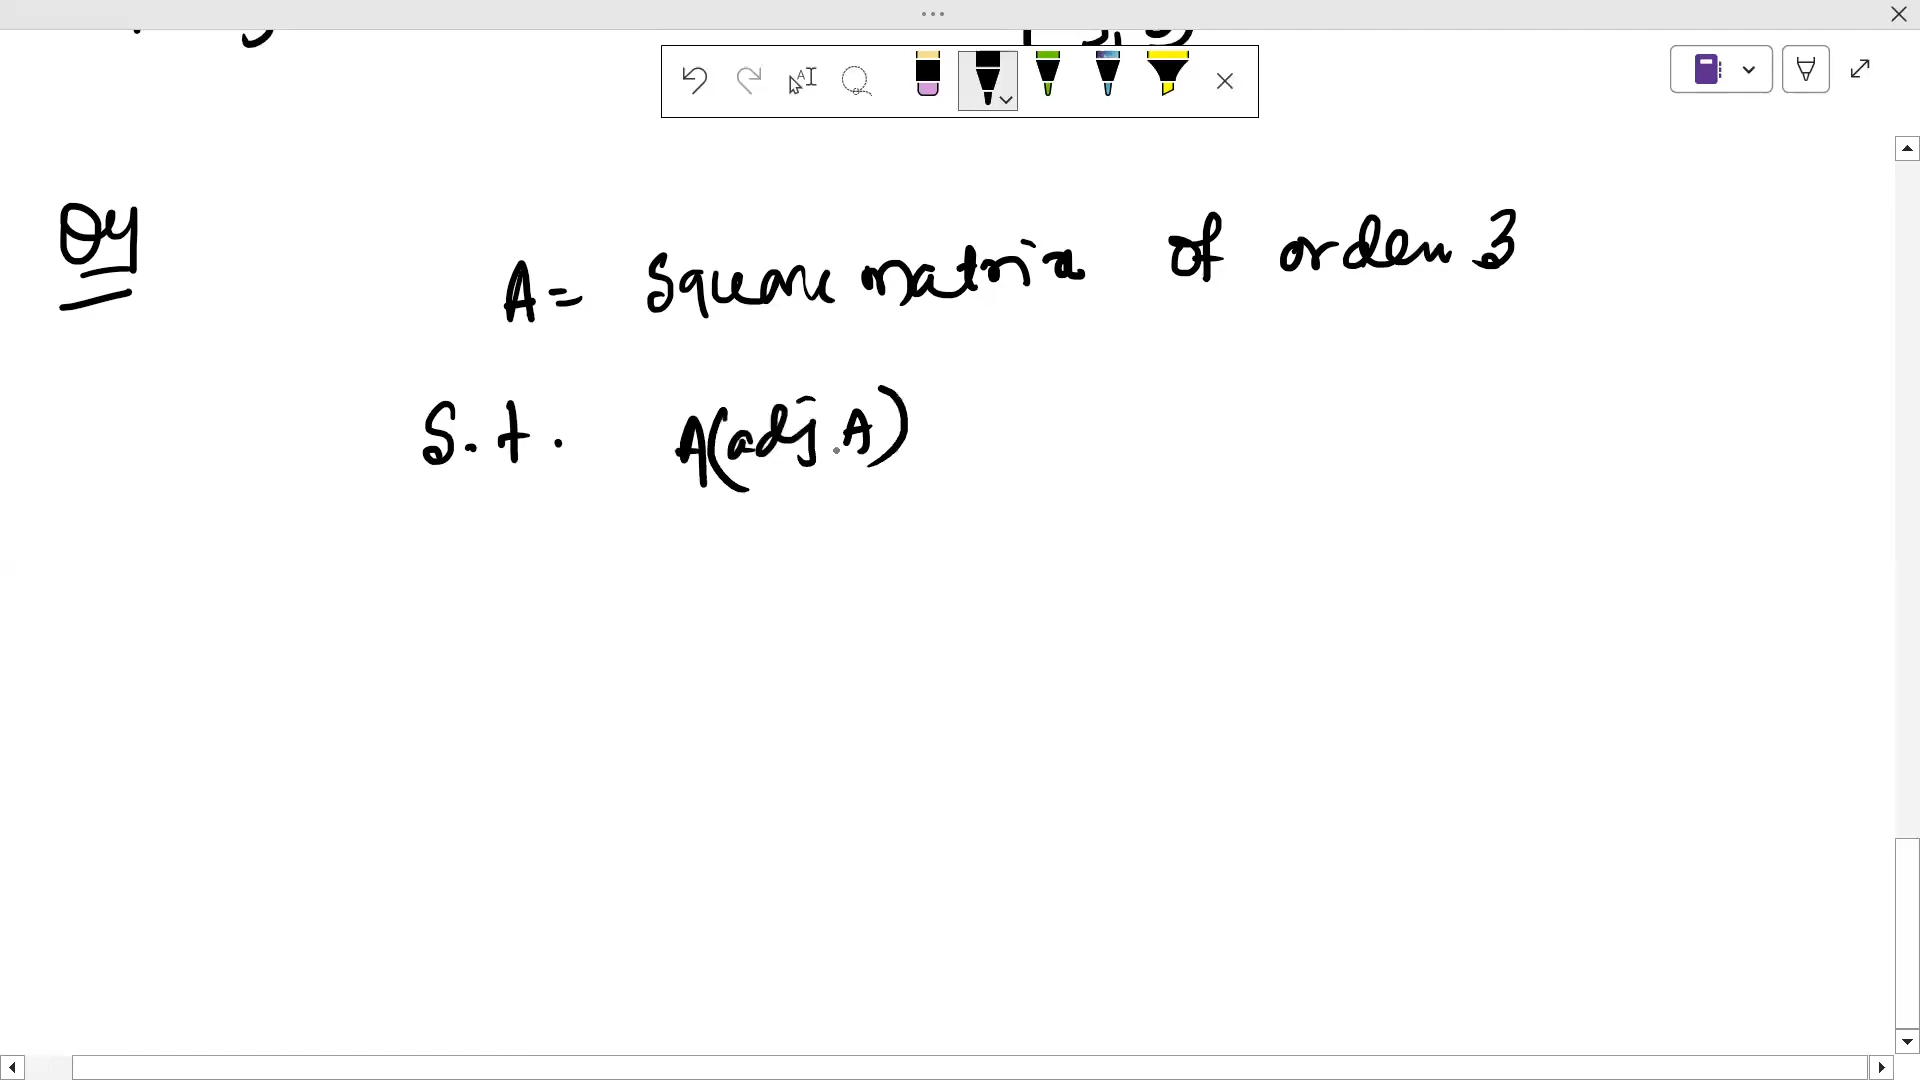 Q4
A = Square matrix of order 3
S.t. A(adj.A)